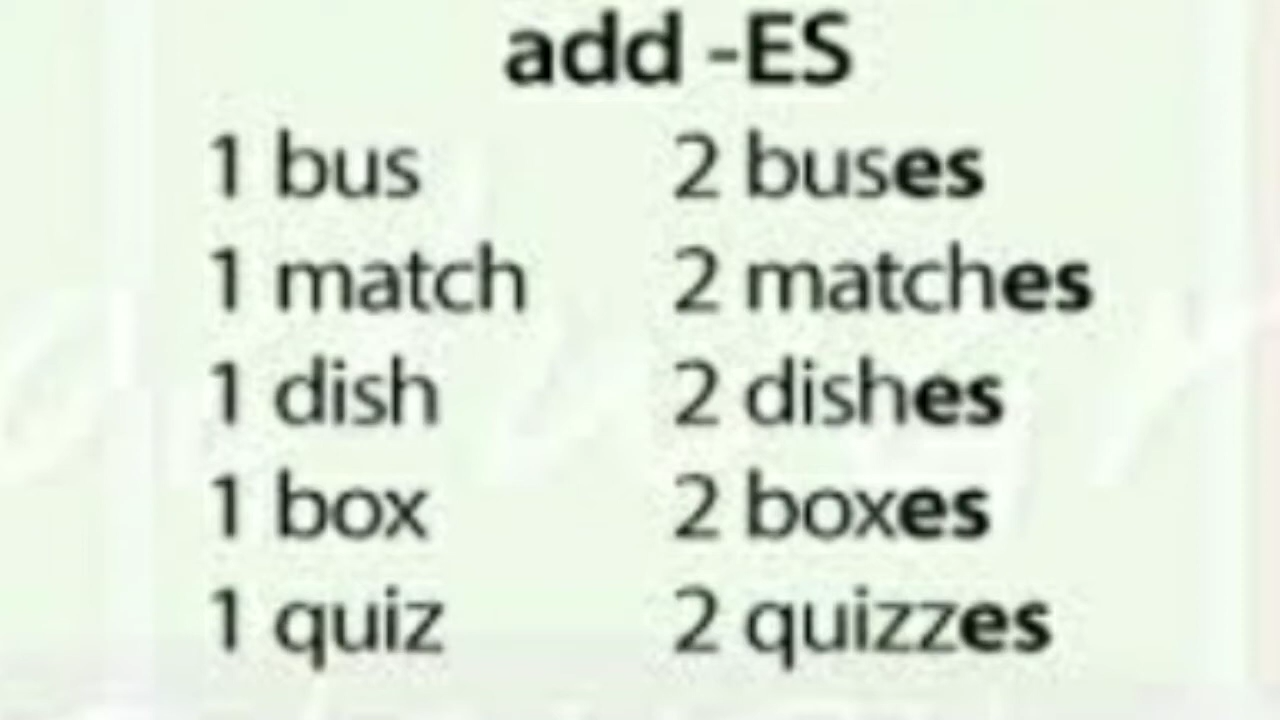 add -ES
1 bus 2 buses
1 match 2 matches
1 dish 2 dishes
1 box 2 boxes
1 quiz 2 quizzes